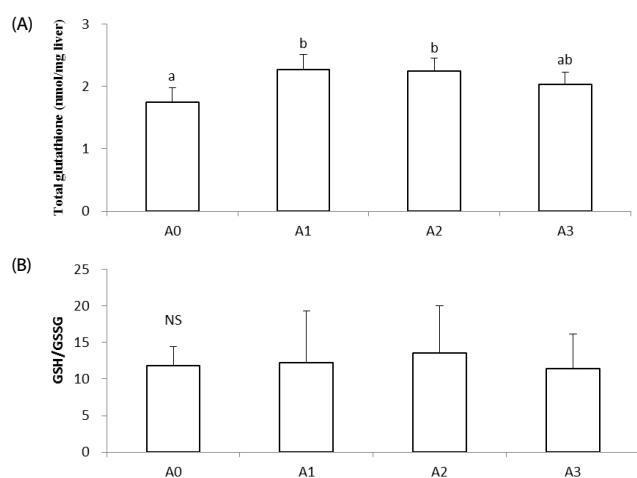 (A)
Total glutathione (nmol/mg liver)
3
2
1
0
a
b
b
ab
A0 A1 A2 A3
(B)
GSH/GSSG
25
20
15
10
5
0
NS
A0 A1 A2 A3